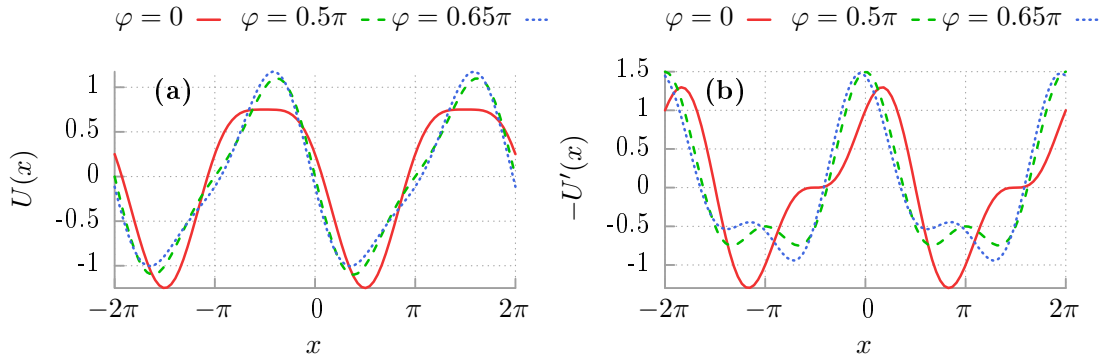 φ = 0 φ = 0.5π φ = 0.65π
(a)
U(x)
1
0.5
0
-0.5
-1
−2π −π 0 π 2π
x
φ = 0 φ = 0.5π φ = 0.65π
(b)
−U′(x)
1.5
1
0.5
0
-0.5
-1
−2π −π 0 π 2π
x